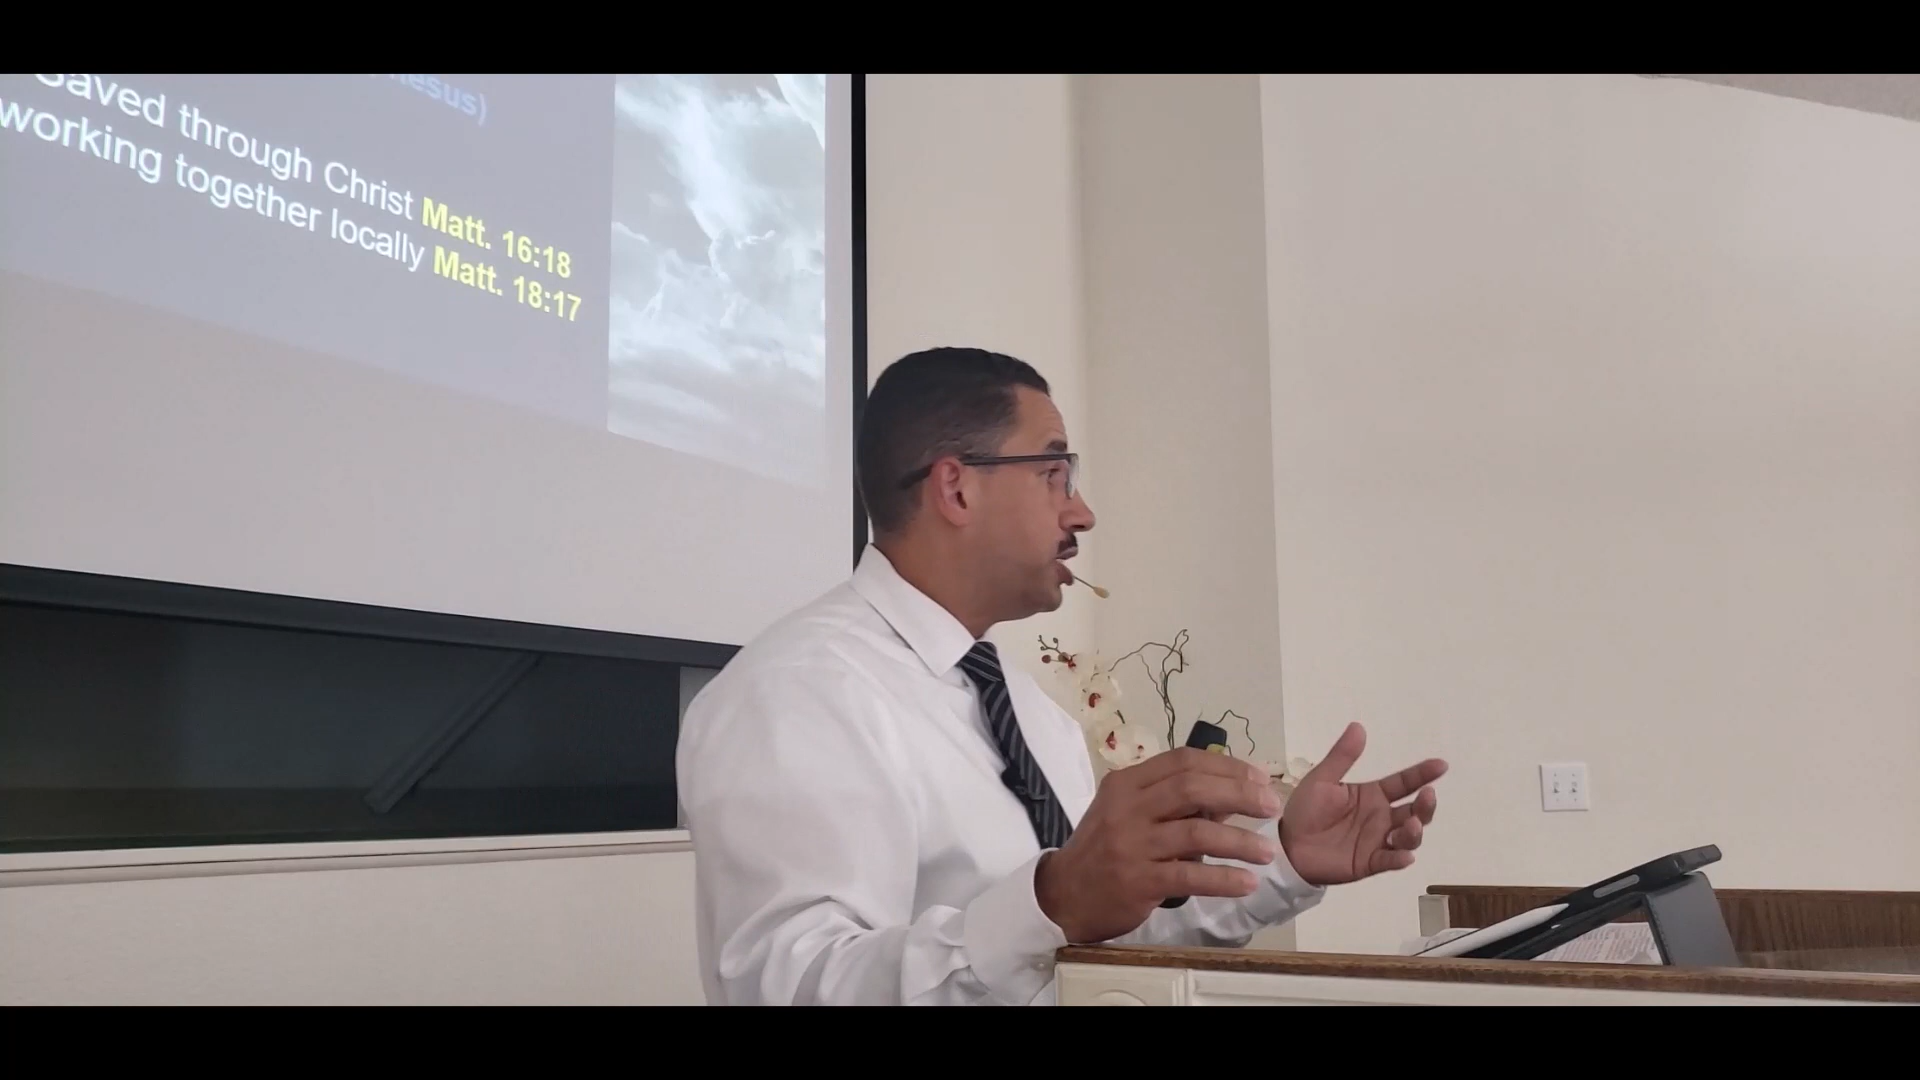 Saved through Christ Matt. 16:18
working together locally Matt. 18:17